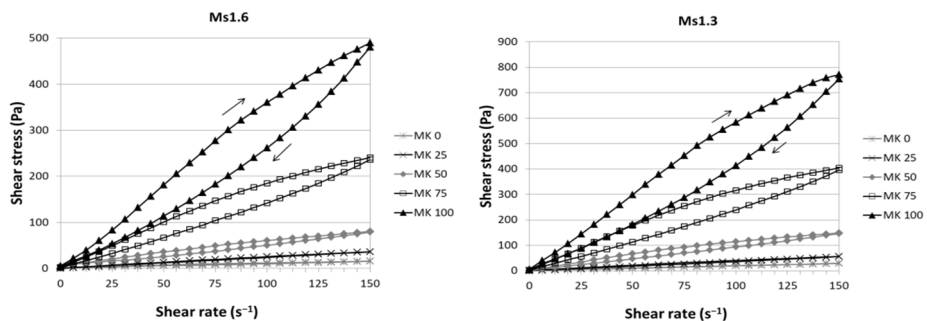 Ms1.6
500
400
300
200
100
0
Shear stress (Pa)
0 25 50 75 100 125 150
Shear rate (s⁻¹)
MK 0
MK 25
MK 50
MK 75
MK 100
Ms1.3
900
800
700
600
500
400
300
200
100
0
Shear stress (Pa)
0 25 50 75 100 125 150
Shear rate (s⁻¹)
MK 0
MK 25
MK 50
MK 75
MK 100